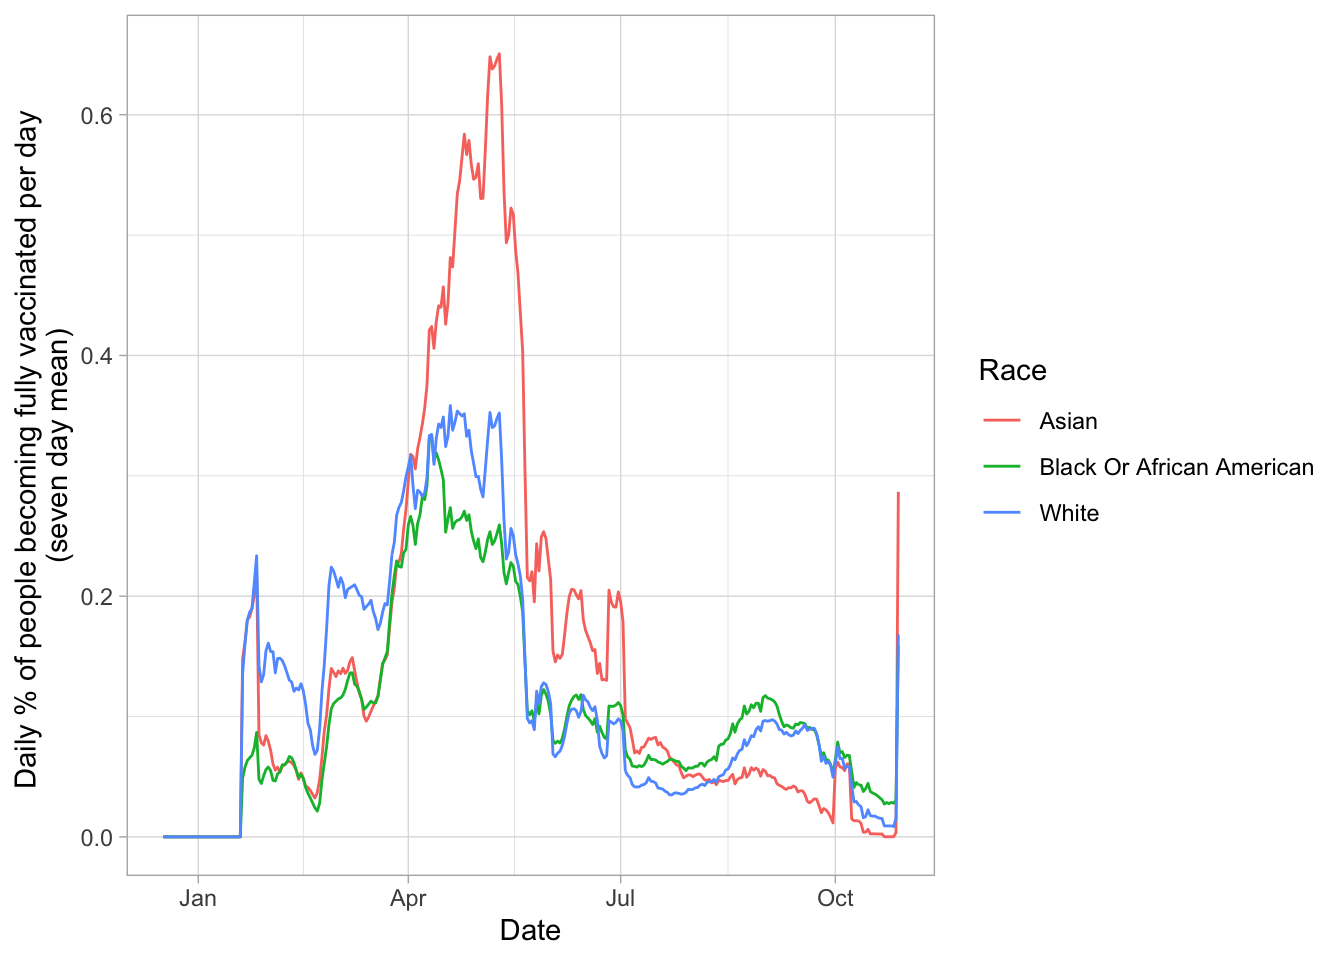 Daily % of people becoming fully vaccinated per day
(seven day mean)
0.6
0.4
0.2
0.0
Jan
Apr
Jul
Oct
Date
Race
Asian
Black Or African American
White